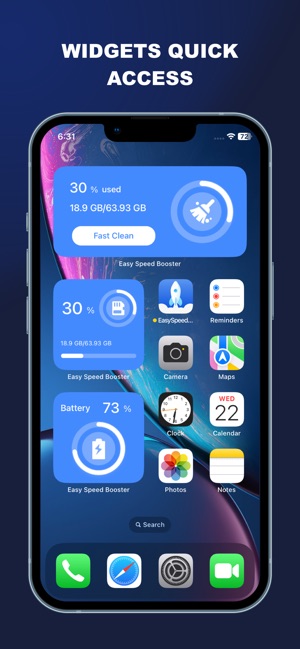 WIDGETS QUICK
ACCESS
6:31
72
30 % used
18.9 GB/63.93 GB
Fast Clean
Easy Speed Booster
30 %
18.9 GB/63.93 GB
Easy Speed Booster
EasySpeed...
Reminders
Camera
Maps
Battery 73 %
Easy Speed Booster
Clock
WED
22
Calendar
Photos
Notes
Search